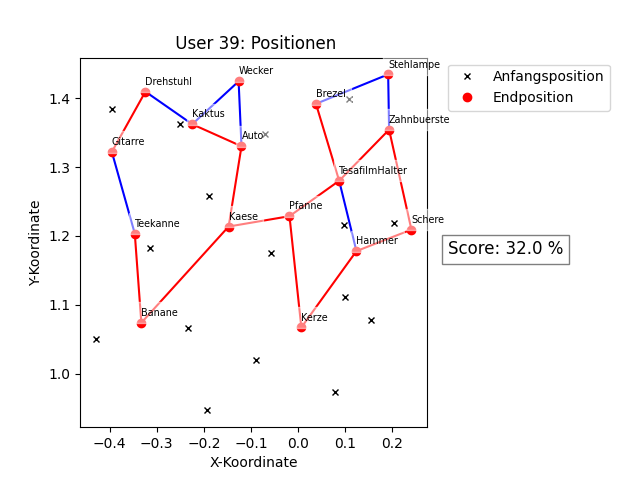 User 39: Positionen
Anfangsposition
Endposition
Stehlampe
Wecker
Drehstuhl
Brezel
Kaktus
Zahnbuerste
Auto
Gitarre
TesafilmHalter
Pfanne
Kaese
Schere
Teekanne
Hammer
Score: 32.0 %
Banane
Kerze
1.4
1.3
1.2
1.1
1.0
Y-Koordinate
−0.4 −0.3 −0.2 −0.1 0.0 0.1 0.2
X-Koordinate